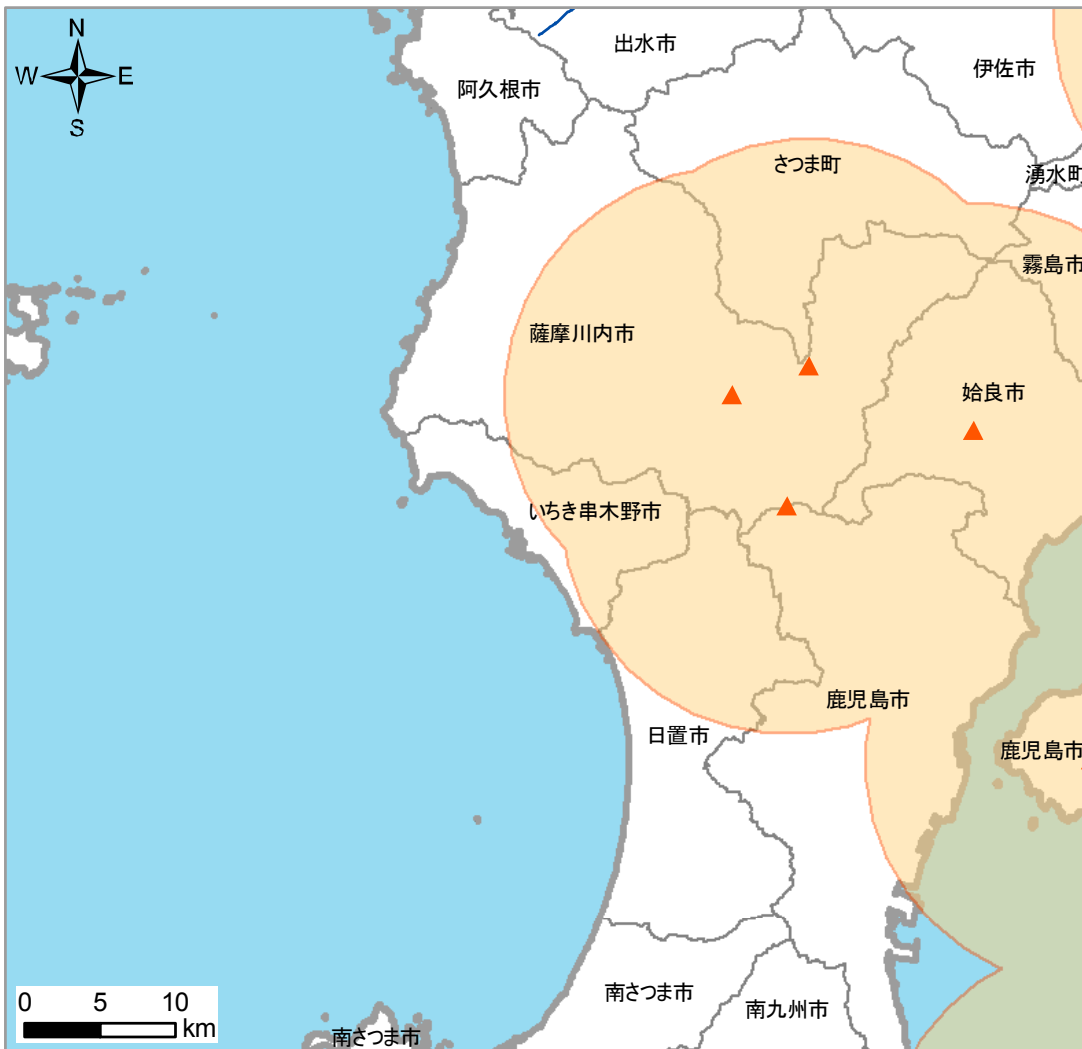 N
出水市
伊佐市
W
E
阿久根市
S
さつま町
湧水町
霧島市
薩摩川内市
姶良市
いちき串木野市
鹿児島市
日置市
鹿児島市
0 5 10
km
南さつま市
南九州市
南さつま市